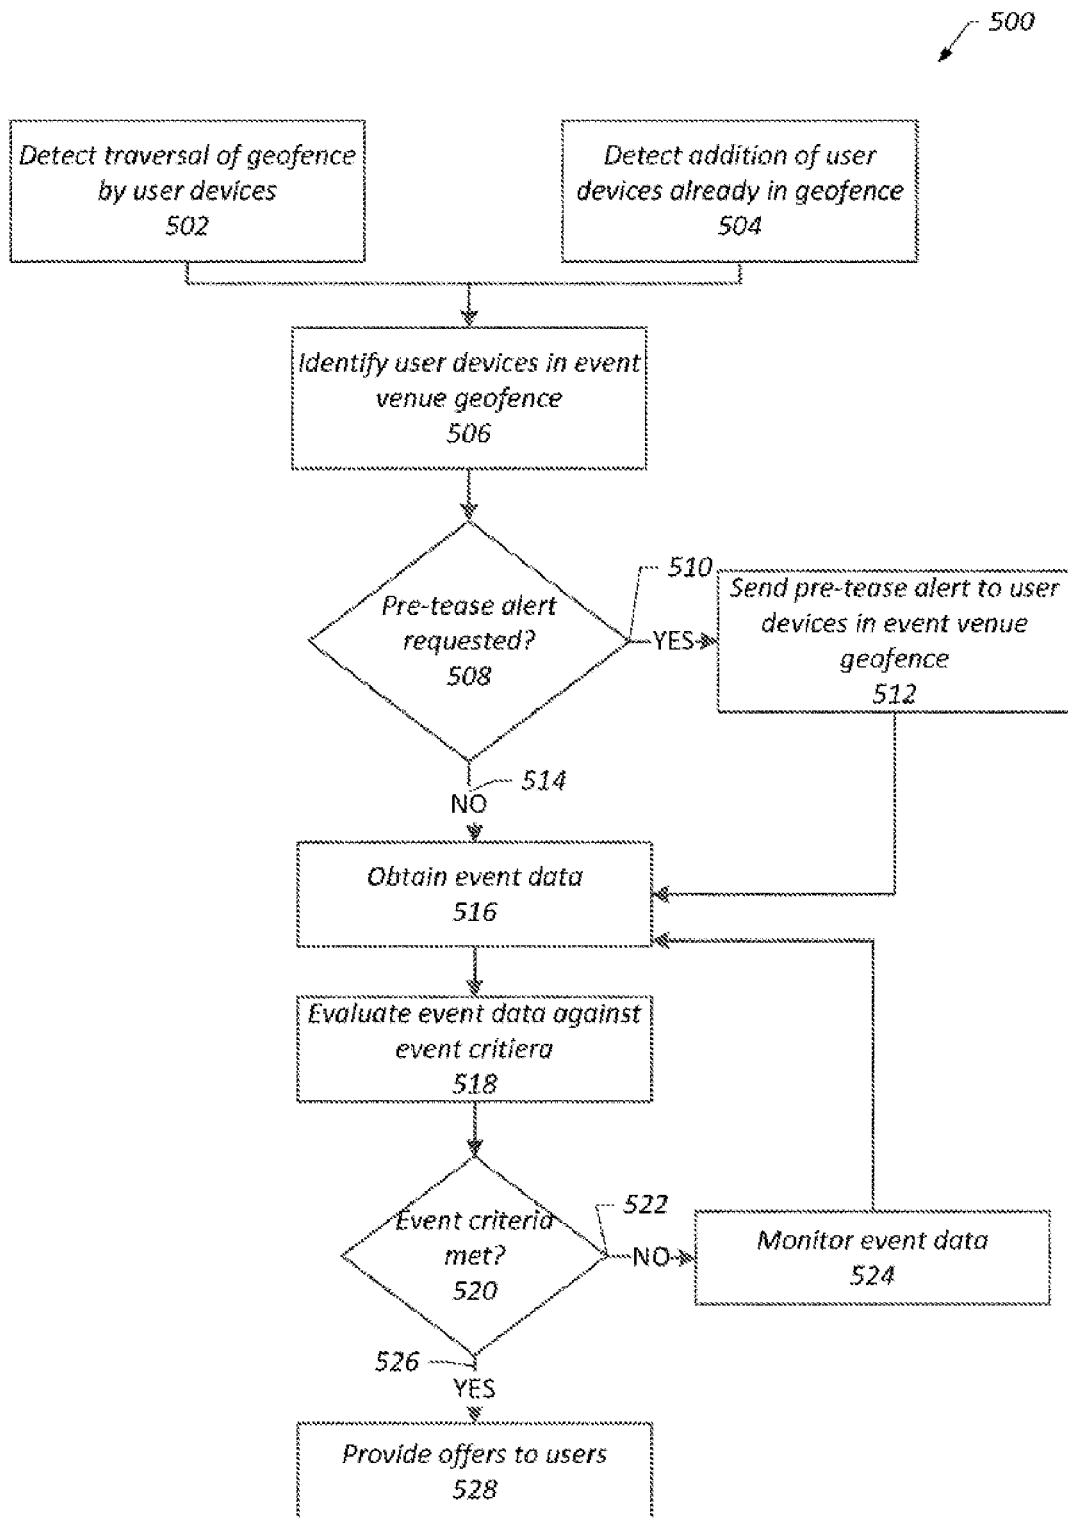 500
Detect traversal of geofence
by user devices
502
Detect addition of user
devices already in geofence
504
Identify user devices in event
venue geofence
506
Pre-tease alert
requested?
508
510
YES
Send pre-tease alert to user
devices in event venue
geofence
512
514
NO
Obtain event data
516
Evaluate event data against
event critiera
518
Event criteria
met?
520
522
NO
Monitor event data
524
526
YES
Provide offers to users
528